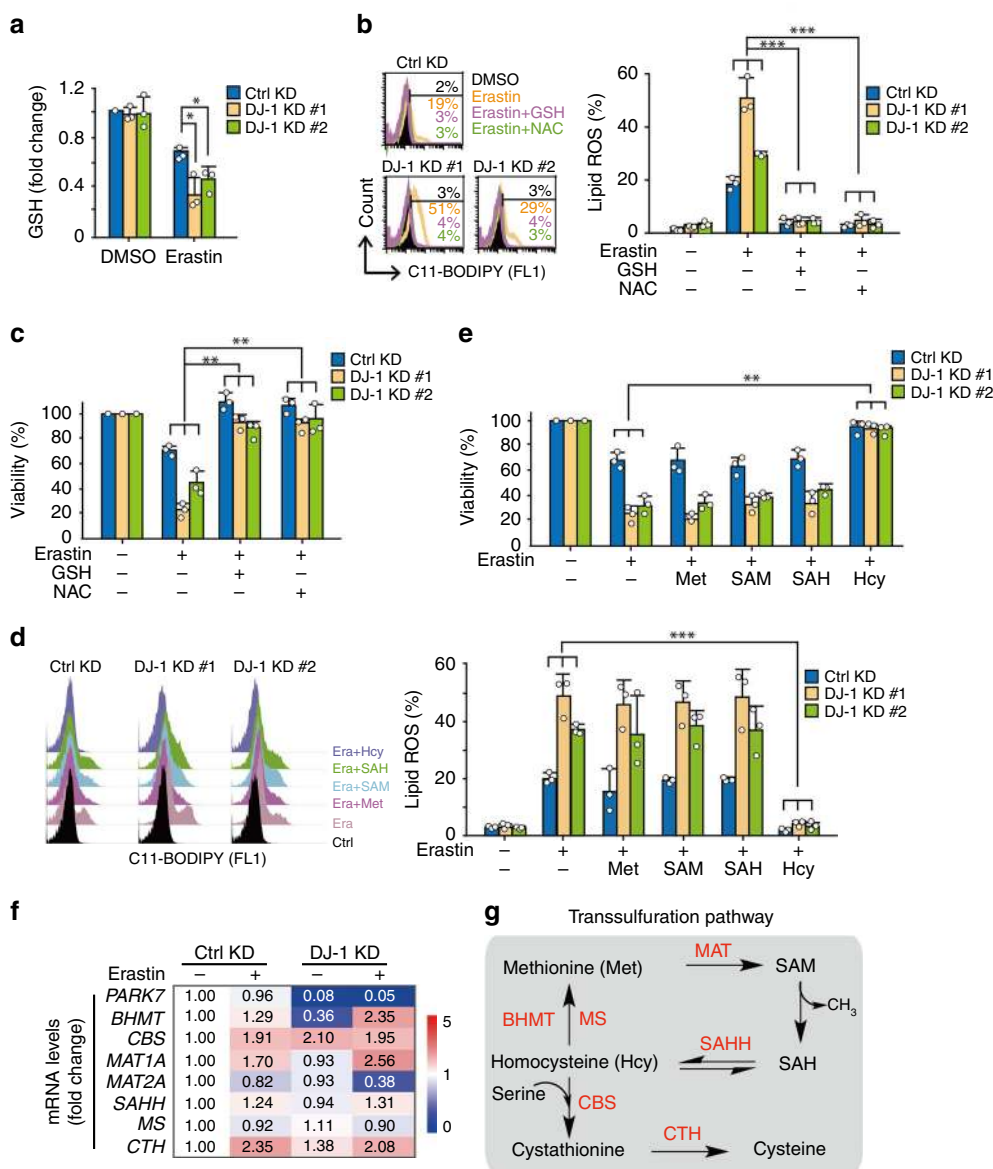 a
GSH (fold change)
1.2
0.8
0.4
0
Ctrl KD
DJ-1 KD #1
DJ-1 KD #2
*
*
DMSO Erastin
b
Ctrl KD
2%
19%
3%
3%
DMSO
Erastin
Erastin+GSH
Erastin+NAC
DJ-1 KD #1 DJ-1 KD #2
3%
51%
4%
4%
3%
29%
4%
3%
Count
C11-BODIPY (FL1)
***
***
Ctrl KD
DJ-1 KD #1
DJ-1 KD #2
Lipid ROS (%)
60
40
20
0
Erastin – + + +
GSH – – + –
NAC – – – +
c
**
**
Ctrl KD
DJ-1 KD #1
DJ-1 KD #2
Viability (%)
100
80
60
40
20
0
Erastin – + + +
GSH – – + –
NAC – – – +
e
Ctrl KD
DJ-1 KD #1
DJ-1 KD #2
**
Viability (%)
100
80
60
40
20
0
Erastin – + + + + +
– – Met SAM SAH Hcy
d
Ctrl KD DJ-1 KD #1 DJ-1 KD #2
Era+Hcy
Era+SAH
Era+SAM
Era+Met
Era
Ctrl
C11-BODIPY (FL1)
***
Ctrl KD
DJ-1 KD #1
DJ-1 KD #2
Lipid ROS (%)
60
40
20
0
Erastin – + + + + +
– – Met SAM SAH Hcy
f
Ctrl KD DJ-1 KD
Erastin – + – +
mRNA levels
(fold change)
PARK7 1.00 0.96 0.08 0.05
BHMT 1.00 1.29 0.36 2.35
CBS 1.00 1.91 2.10 1.95
MAT1A 1.00 1.70 0.93 2.56
MAT2A 1.00 0.82 0.93 0.38
SAHH 1.00 1.24 0.94 1.31
MS 1.00 0.92 1.11 0.90
CTH 1.00 2.35 1.38 2.08
5
1
0
g
Transsulfuration pathway
Methionine (Met) MAT SAM
CH3
BHMT MS
SAHH
Homocysteine (Hcy) SAH
Serine
CBS
Cystathionine CTH Cysteine